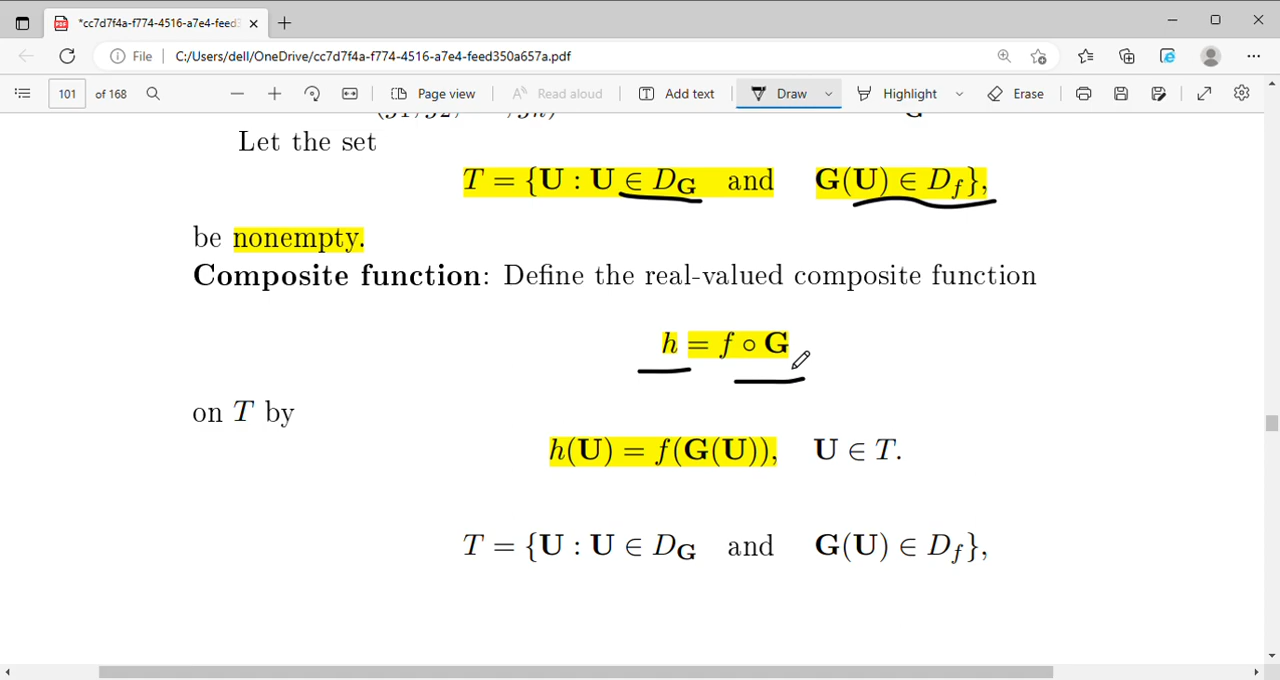 *cc7d7f4a-f774-4516-a7e4-feed3
File C:/Users/dell/OneDrive/cc7d7f4a-f774-4516-a7e4-feed350a657a.pdf
101 of 168 Page view Read aloud Add text Draw Highlight Erase
Let the set
T = {U : U ∈ D_G and G(U) ∈ D_f},
be nonempty.
Composite function: Define the real-valued composite function
h = f ∘ G
on T by
h(U) = f(G(U)), U ∈ T.
T = {U : U ∈ D_G and G(U) ∈ D_f},